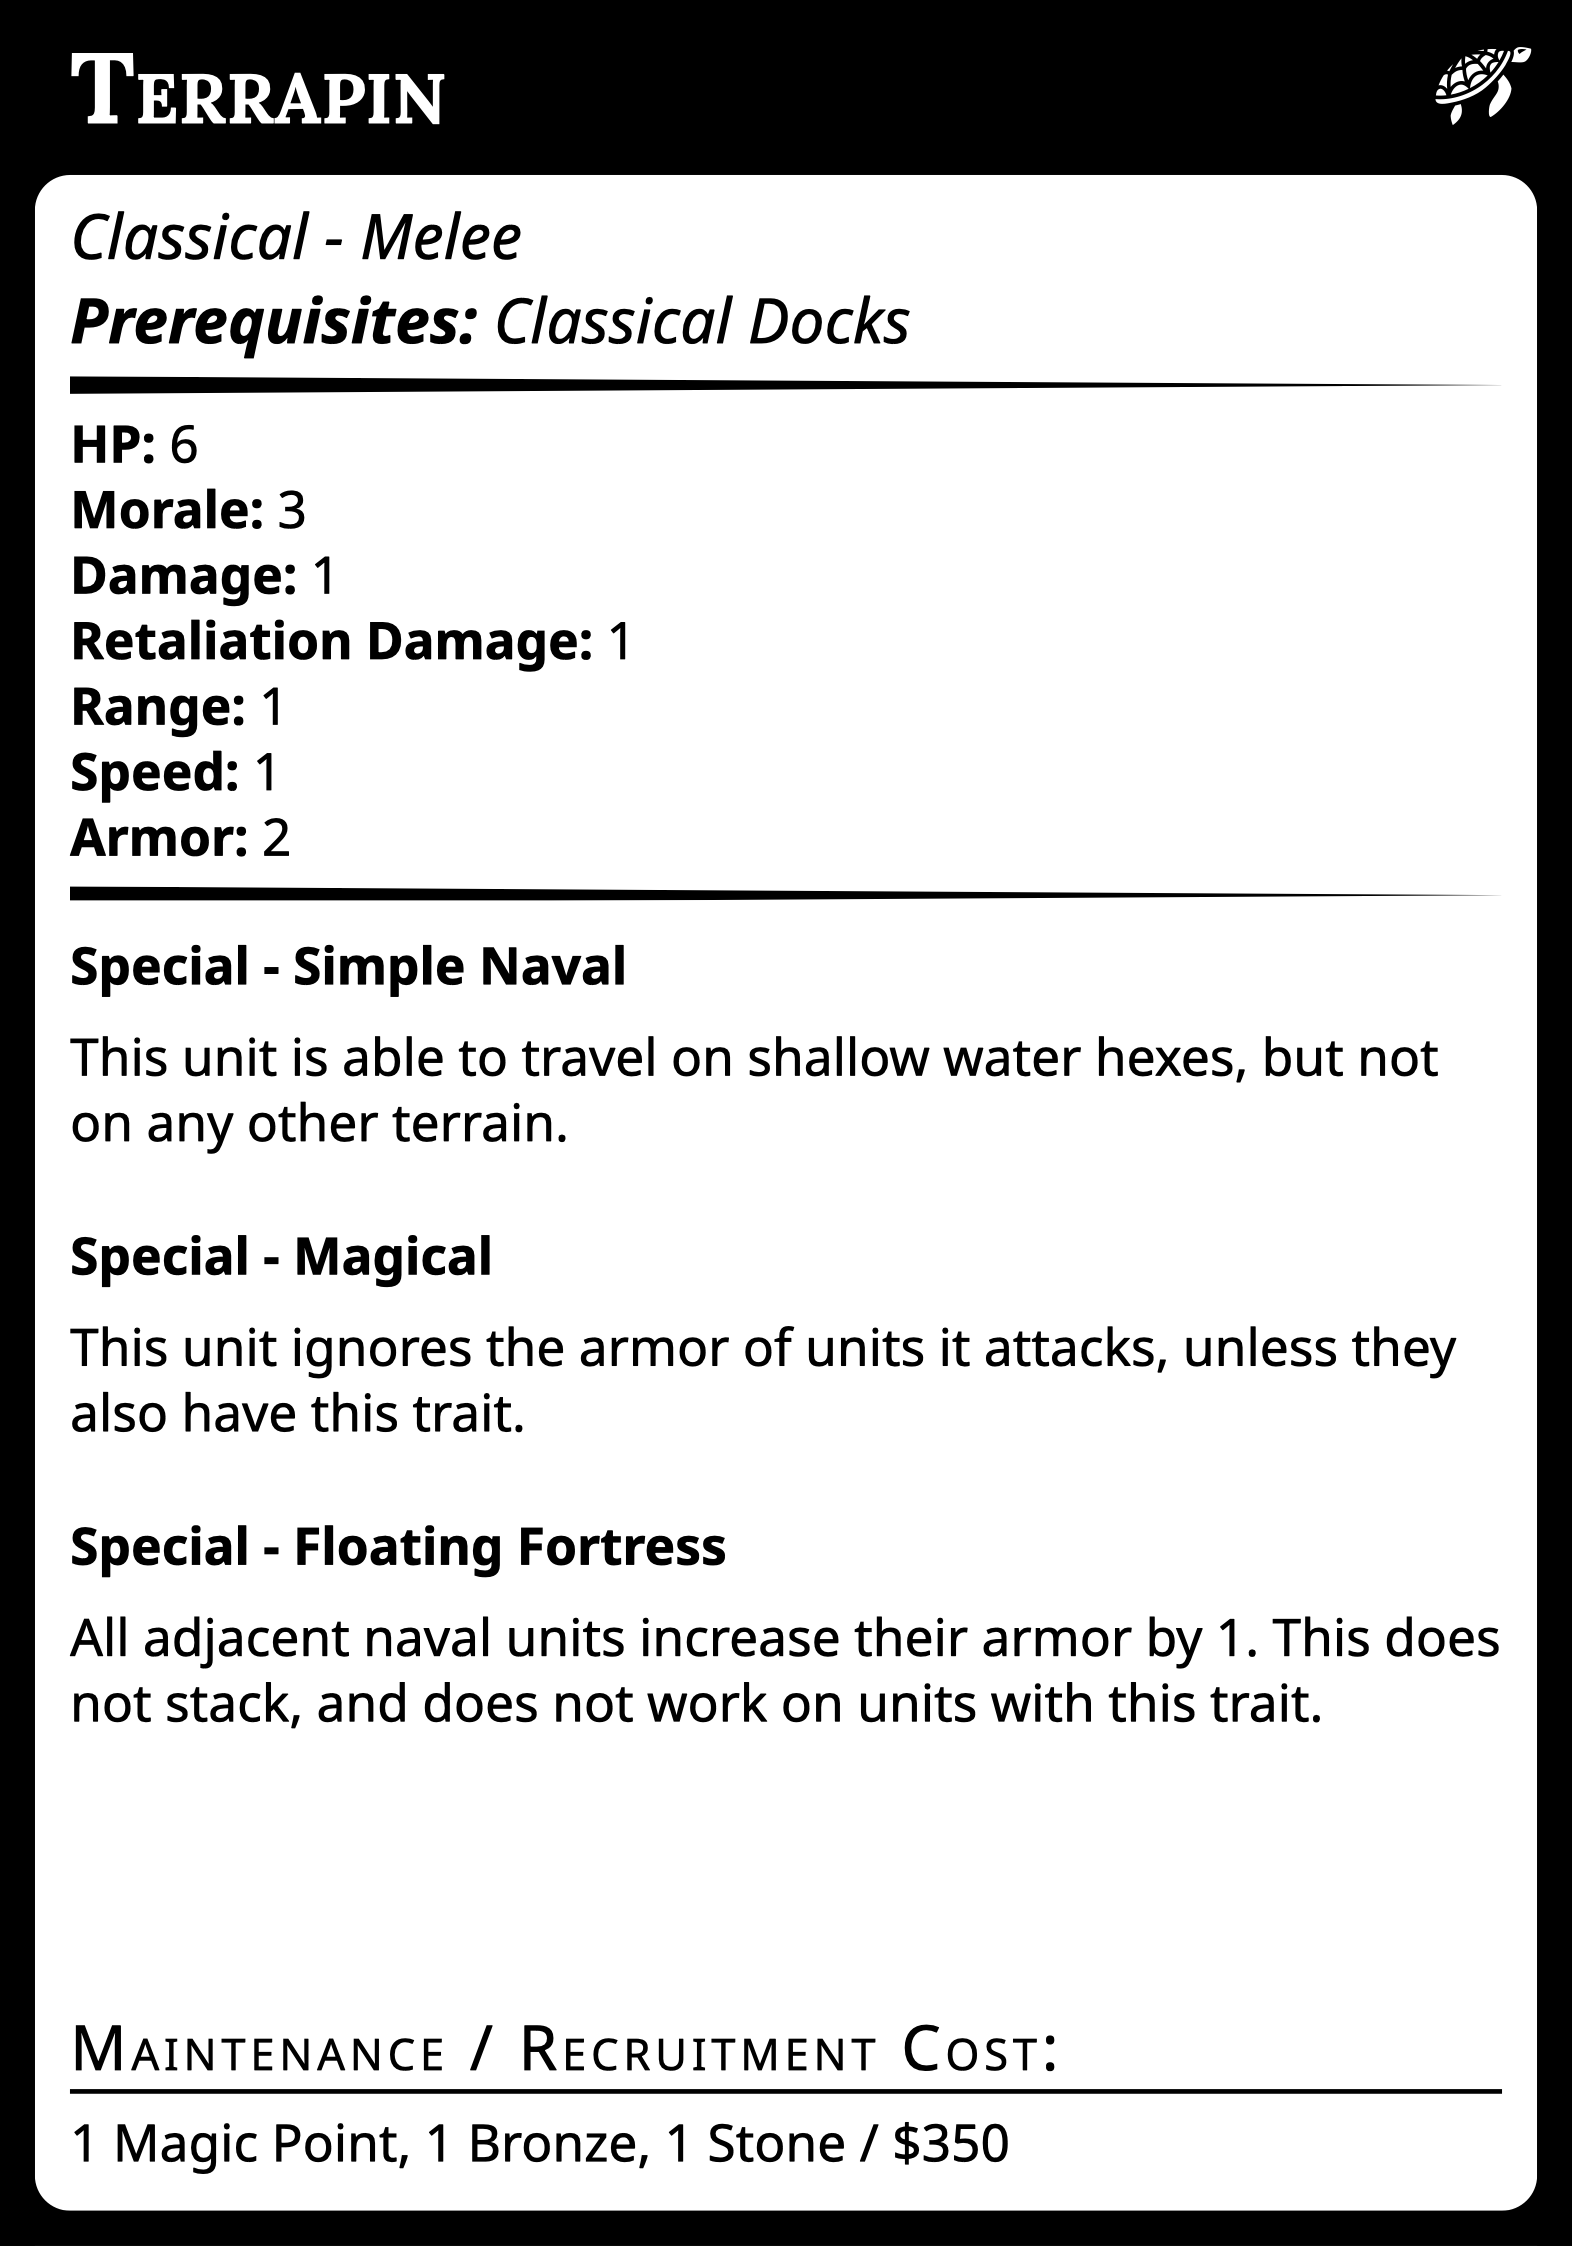 Terrapin
Classical - Melee
Prerequisites: Classical Docks
HP: 6
Morale: 3
Damage: 1
Retaliation Damage: 1
Range: 1
Speed: 1
Armor: 2
Special - Simple Naval
This unit is able to travel on shallow water hexes, but not
on any other terrain.
Special - Magical
This unit ignores the armor of units it attacks, unless they
also have this trait.
Special - Floating Fortress
All adjacent naval units increase their armor by 1. This does
not stack, and does not work on units with this trait.
Maintenance / Recruitment Cost:
1 Magic Point, 1 Bronze, 1 Stone / $350